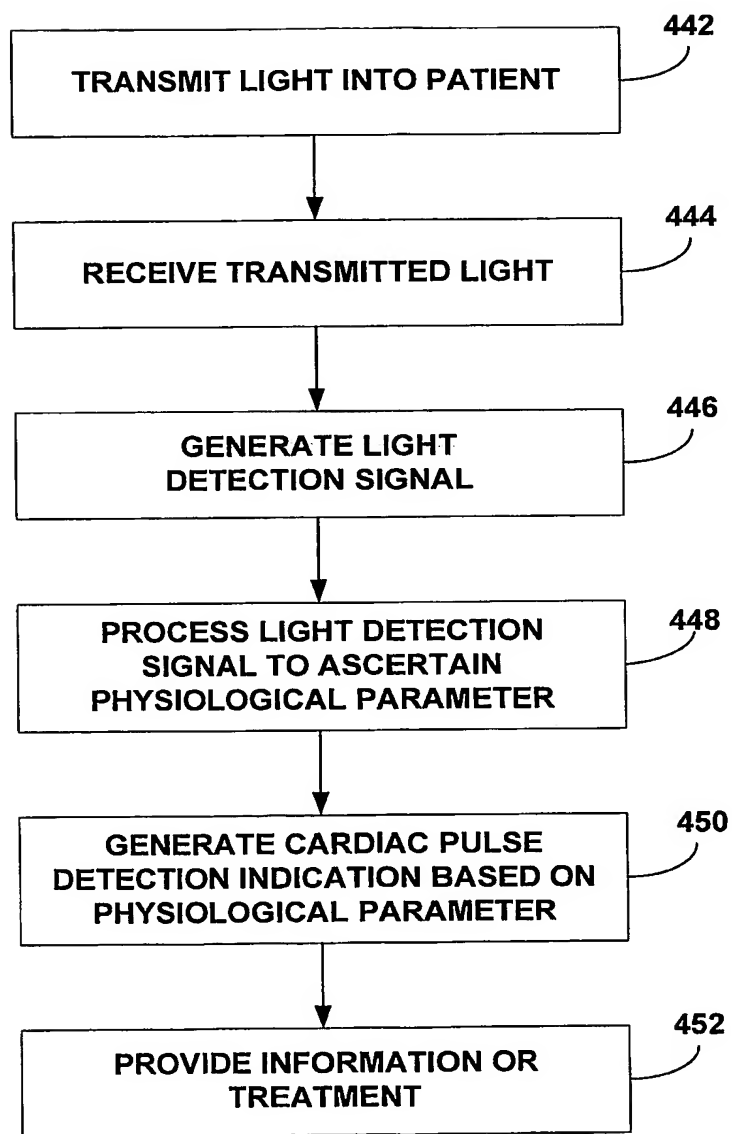 442
TRANSMIT LIGHT INTO PATIENT
444
RECEIVE TRANSMITTED LIGHT
446
GENERATE LIGHT
DETECTION SIGNAL
448
PROCESS LIGHT DETECTION
SIGNAL TO ASCERTAIN
PHYSIOLOGICAL PARAMETER
450
GENERATE CARDIAC PULSE
DETECTION INDICATION BASED ON
PHYSIOLOGICAL PARAMETER
452
PROVIDE INFORMATION OR
TREATMENT